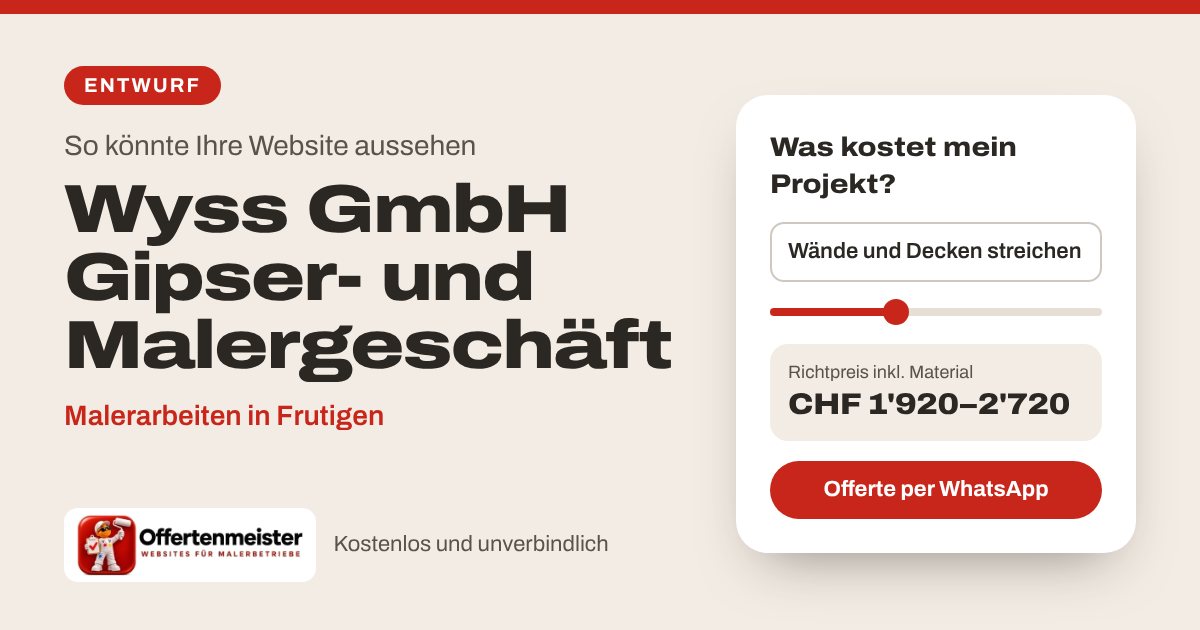 ENTWURF
So könnte Ihre Website aussehen
Wyss GmbH
Gipser- und
Malergeschäft
Malerarbeiten in Frutigen
Offertenmeister
WEBSITES FÜR MALERBETRIEBE
Kostenlos und unverbindlich
Was kostet mein
Projekt?
Wände und Decken streichen
Richtpreis inkl. Material
CHF 1'920–2'720
Offerte per WhatsApp